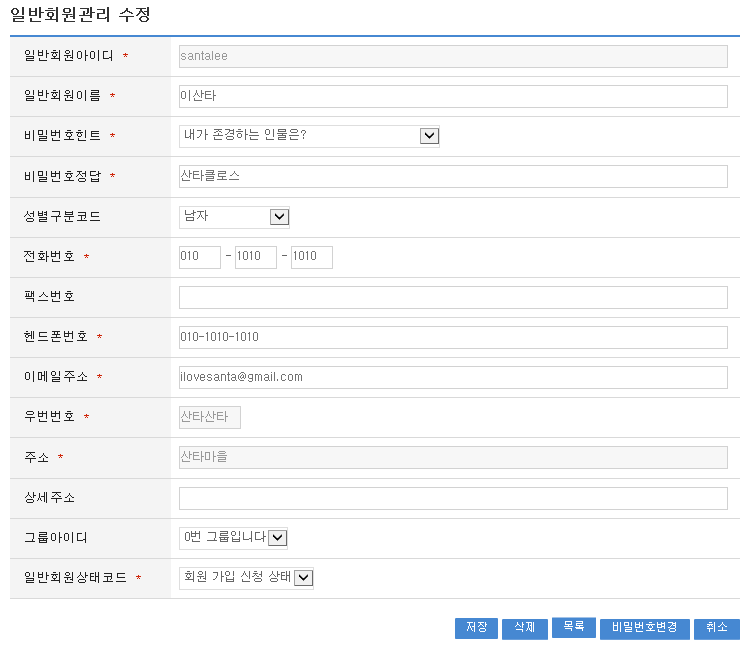 일반회원관리 수정
일반회원아이디 * santalee
일반회원이름 * 이산타
비밀번호힌트 * 내가 존경하는 인물은?
비밀번호정답 * 산타클로스
성별구분코드 남자
전화번호 * 010 - 1010 - 1010
팩스번호
헨드폰번호 * 010-1010-1010
이메일주소 * ilovesanta@gmail.com
우번번호 * 산타산타
주소 * 산타마을
상세주소
그룹아이디 0번 그룹입니다
일반회원상태코드 * 회원 가입 신청 상태
저장 삭제 목록 비밀번호변경 취소